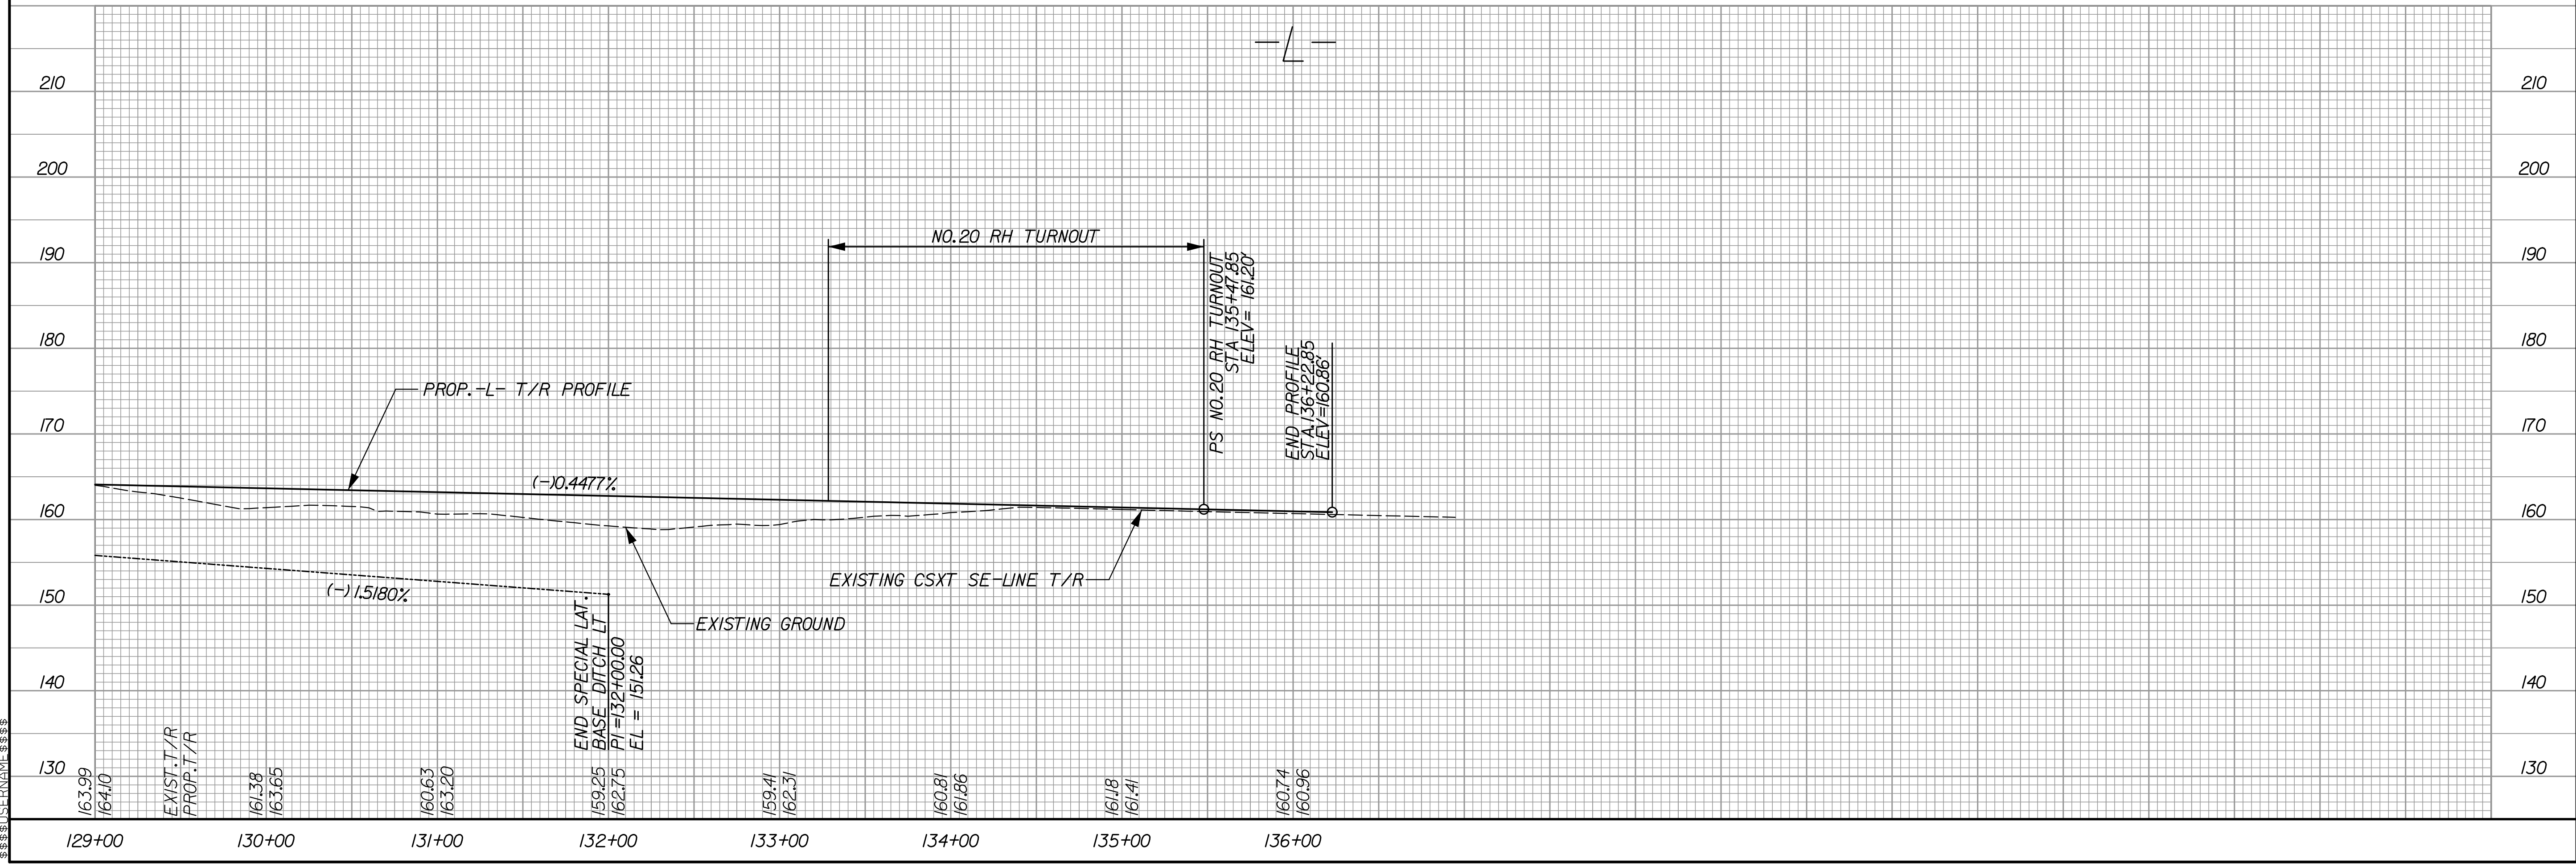 -L-
210 210
200 200
NO.20 RH TURNOUT
190 190
PS NO.20 RH TURNOUT
STA 135+47.85
ELEV= 161.20'
180 180
END PROFILE
STA.136+22.85
ELEV=160.86'
PROP.-L- T/R PROFILE
170 170
(-)0.4477%
160 160
EXISTING CSXT SE-LINE T/R
(-)1.5180%
150 150
EXISTING GROUND
END SPECIAL LAT.
BASE DITCH LT
PI =132+00.00
EL = 151.26
140 140
130 130
EXIST.T/R
PROP.T/R
163.99
164.10
161.38
163.65
160.63
163.20
159.25
162.75
159.41
162.31
160.81
161.86
161.18
161.41
160.74
160.96
129+00 130+00 131+00 132+00 133+00 134+00 135+00 136+00